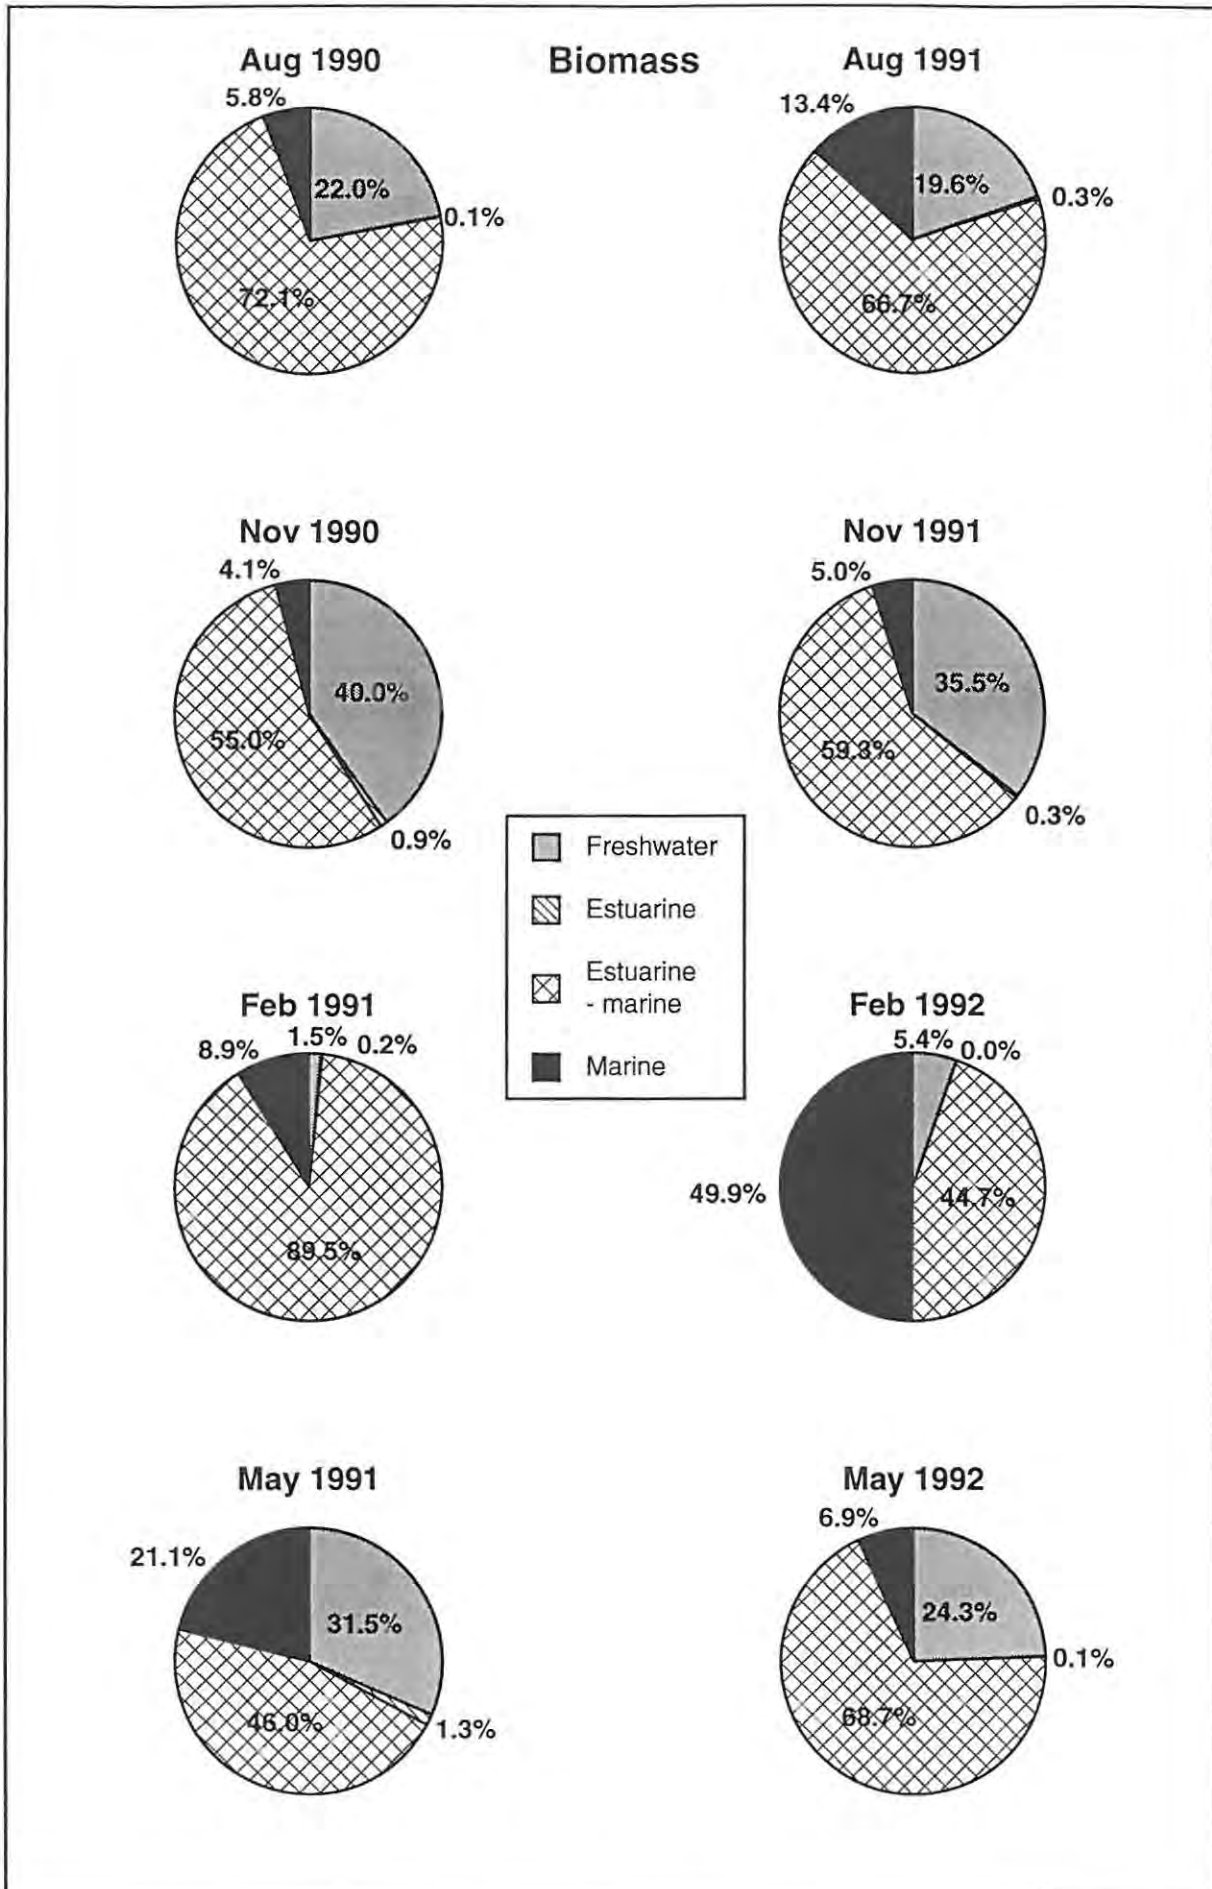 Biomass
Aug 1990
5.8%
22.0%
0.1%
72.1%
Aug 1991
13.4%
19.6%
0.3%
66.7%
Nov 1990
4.1%
40.0%
55.0%
0.9%
Nov 1991
5.0%
35.5%
59.3%
0.3%
Freshwater
Estuarine
Estuarine
- marine
Marine
Feb 1991
8.9%
1.5%
0.2%
89.5%
Feb 1992
5.4%
0.0%
49.9%
44.7%
May 1991
21.1%
31.5%
46.0%
1.3%
May 1992
6.9%
24.3%
0.1%
68.7%